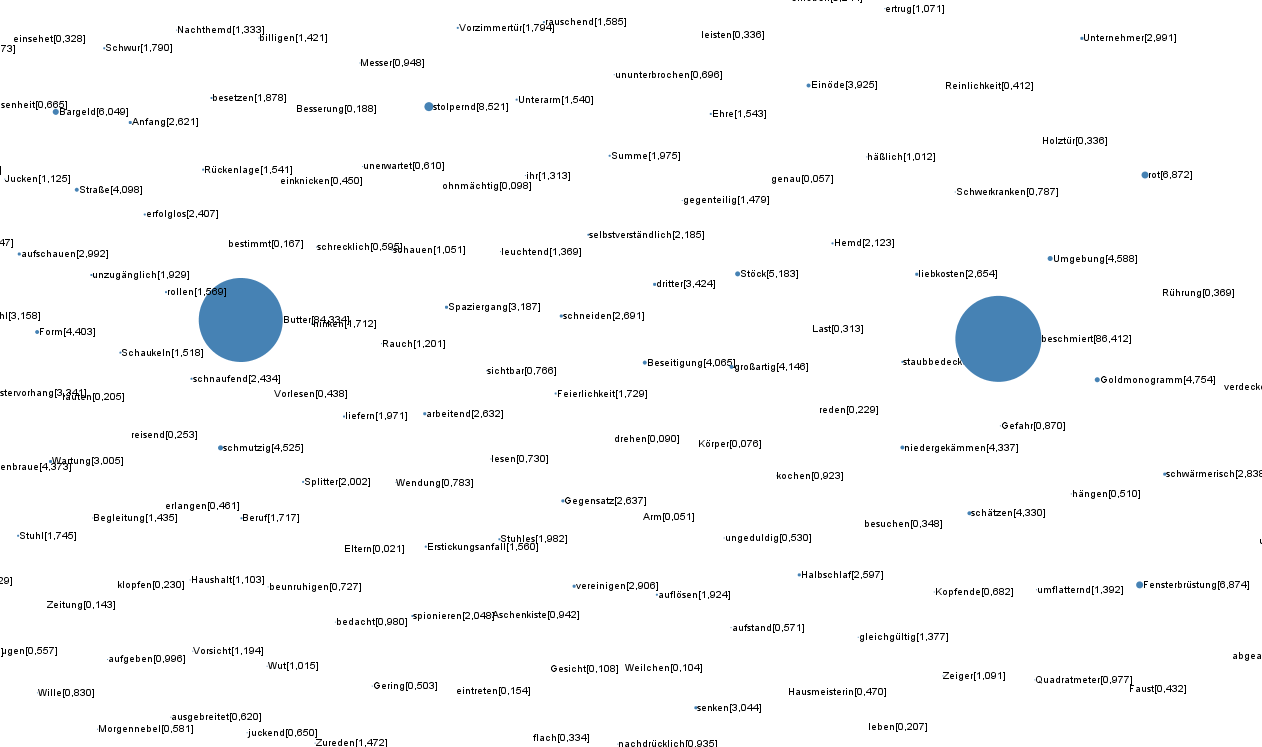 ertrug[1,071]
rauschend[1,585]
Vorzimmertür[1,794]
Nachthemd[1,333]
leisten[0,336]
billigen[1,421]
einsehet[0,328]
Unternehmer[2,991]
Schwur[1,790]
73]
Messer[0,948]
ununterbrochen[0,696]
Einöde[3,925]
Reinlichkeit[0,412]
besetzen[1,878]
Unterarm[1,540]
senheit[0,665]
stolpernd[8,521]
Besserung[0,188]
Bargeld[6,049]
Ehre[1,543]
Anfang[2,621]
Holztür[0,336]
Summe[1,975]
häßlich[1,012]
unerwartet[0,610]
Rückenlage[1,541]
rot[6,872]
ihr[1,313]
Jucken[1,125]
genau[0,057]
einknicken[0,450]
ohnmächtig[0,098]
Straße[4,098]
Schwerkranken[0,787]
gegenteilig[1,479]
erfolglos[2,407]
selbstverständlich[2,185]
47]
bestimmt[0,167]
Hemd[2,123]
schrecklich[0,595]
schauen[1,051]
leuchtend[1,369]
aufschauen[2,992]
Umgebung[4,588]
unzugänglich[1,929]
Stöck[5,183]
liebkosten[2,654]
dritter[3,424]
rollen[1,569]
Rührung[0,369]
Spaziergang[3,187]
hl[3,158]
schneiden[2,691]
Butter[84,334]
hinken[1,712]
Last[0,313]
Form[4,403]
beschmiert[86,412]
Rauch[1,201]
Schaukeln[1,518]
staubbedeck
Beseitigung[4,065]
großartig[4,146]
sichtbar[0,766]
schnaufend[2,434]
Goldmonogramm[4,754]
verdecke
stervorhang[3,341]
Vorlesen[0,438]
Feierlichkeit[1,729]
reden[0,229]
liefern[1,971]
arbeitend[2,632]
Gefahr[0,870]
reisend[0,253]
drehen[0,090]
Körper[0,076]
schmutzig[4,525]
niedergekämmen[4,337]
Wartung[3,005]
enbraue[4,373]
lesen[0,730]
kochen[0,923]
schwärmerisch[2,838
Splitter[2,002]
Wendung[0,783]
hängen[0,510]
Gegensatz[2,637]
erlangen[0,461]
schätzen[4,330]
Begleitung[1,435]
Beruf[1,717]
Arm[0,051]
besuchen[0,348]
Stuhl[1,745]
Stuhles[1,982]
ungeduldig[0,530]
Eltern[0,021]
Erstickungsanfall[1,560]
Halbschlaf[2,597]
29]
Haushalt[1,103]
klopfen[0,230]
beunruhigen[0,727]
vereinigen[2,906]
Fensterbrüstung[6,874]
Kopfende[0,682]
umflatternd[1,392]
auflösen[1,924]
Zeitung[0,143]
spionieren[2,048]
Aschenkiste[0,942]
bedacht[0,980]
aufstand[0,571]
gleichgültig[1,377]
ugen[0,557]
Vorsicht[1,194]
abgea
aufgeben[0,996]
Wut[1,015]
Gesicht[0,108]
Weilchen[0,104]
Zeiger[1,091]
Quadratmeter[0,977]
Gering[0,503]
Faust[0,432]
Wille[0,830]
eintreten[0,154]
Hausmeisterin[0,470]
senken[3,044]
ausgebreitet[0,620]
Morgennebel[0,581]
leben[0,207]
juckend[0,650]
flach[0,334]
Zureden[1,472]
nachdrücklich[0,935]